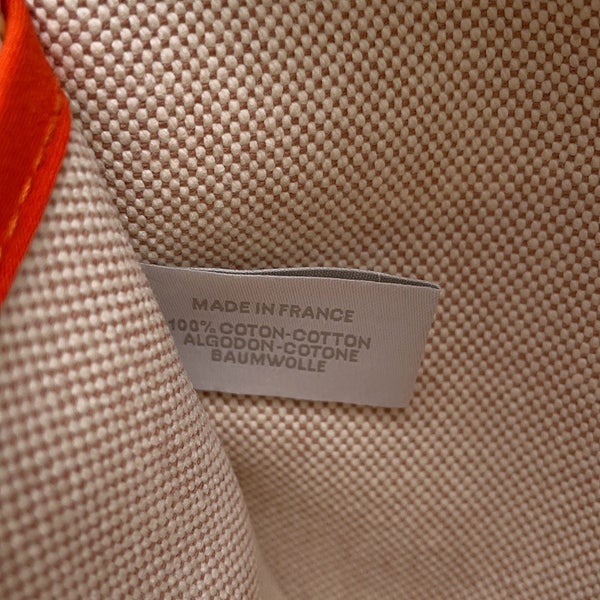 MADE IN FRANCE
100% COTON-COTTON
ALGODON-COTONE
BAUMWOLLE